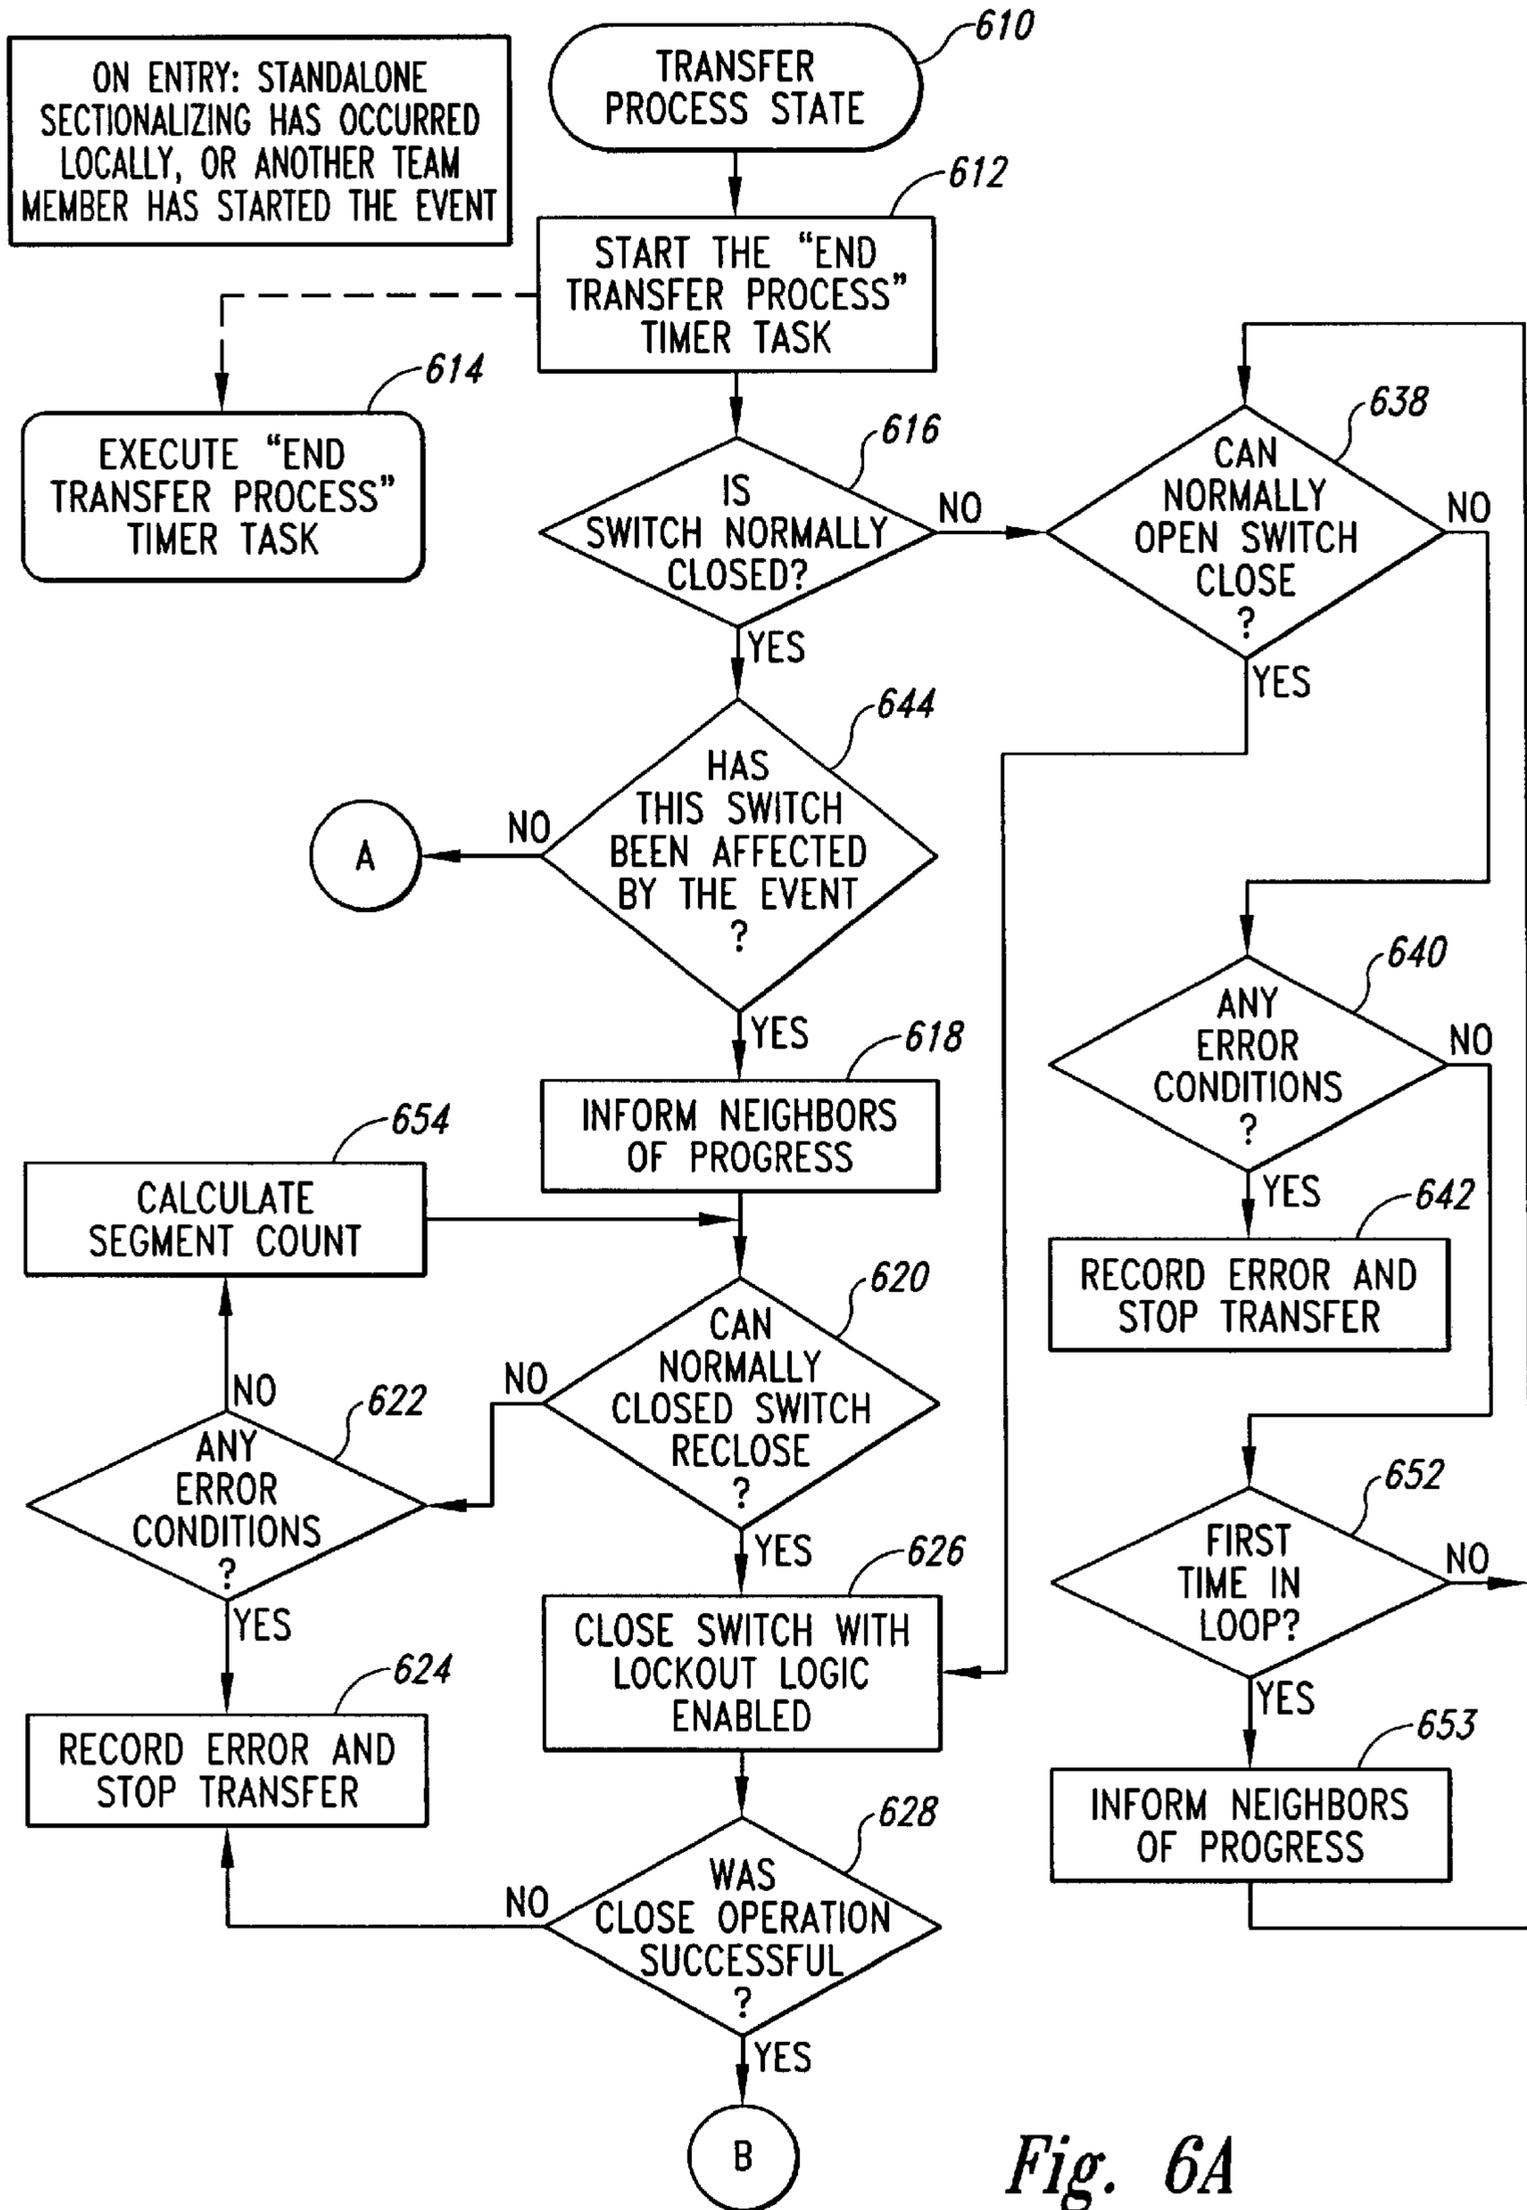 610
TRANSFER
PROCESS STATE
ON ENTRY: STANDALONE
SECTIONALIZING HAS OCCURRED
LOCALLY, OR ANOTHER TEAM
MEMBER HAS STARTED THE EVENT
612
START THE “END
TRANSFER PROCESS”
TIMER TASK
614
EXECUTE “END
TRANSFER PROCESS”
TIMER TASK
616
IS
SWITCH NORMALLY
CLOSED?
NO
YES
638
CAN
NORMALLY
OPEN SWITCH
CLOSE
?
NO
YES
644
HAS
THIS SWITCH
BEEN AFFECTED
BY THE EVENT
?
NO
A
YES
640
ANY
ERROR
CONDITIONS
?
NO
YES
618
INFORM NEIGHBORS
OF PROGRESS
654
CALCULATE
SEGMENT COUNT
642
RECORD ERROR AND
STOP TRANSFER
620
CAN
NORMALLY
CLOSED SWITCH
RECLOSE
?
NO
YES
622
ANY
ERROR
CONDITIONS
?
NO
YES
652
FIRST
TIME IN
LOOP?
NO
YES
626
CLOSE SWITCH WITH
LOCKOUT LOGIC
ENABLED
624
RECORD ERROR AND
STOP TRANSFER
653
INFORM NEIGHBORS
OF PROGRESS
628
WAS
CLOSE OPERATION
SUCCESSFUL
?
NO
YES
B
Fig. 6A